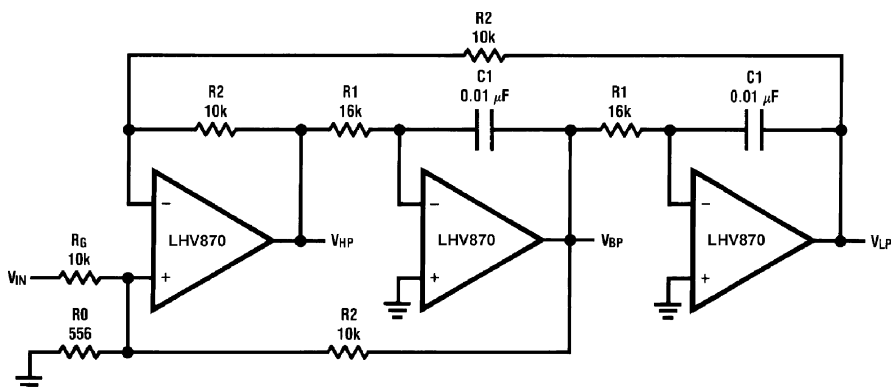 R2
10k
R2
10k
R1
16k
C1
0.01 µF
R1
16k
C1
0.01 µF
−
LHV870
+
VHP
−
LHV870
+
VBP
−
LHV870
+
VLP
RG
10k
VIN
RO
556
R2
10k